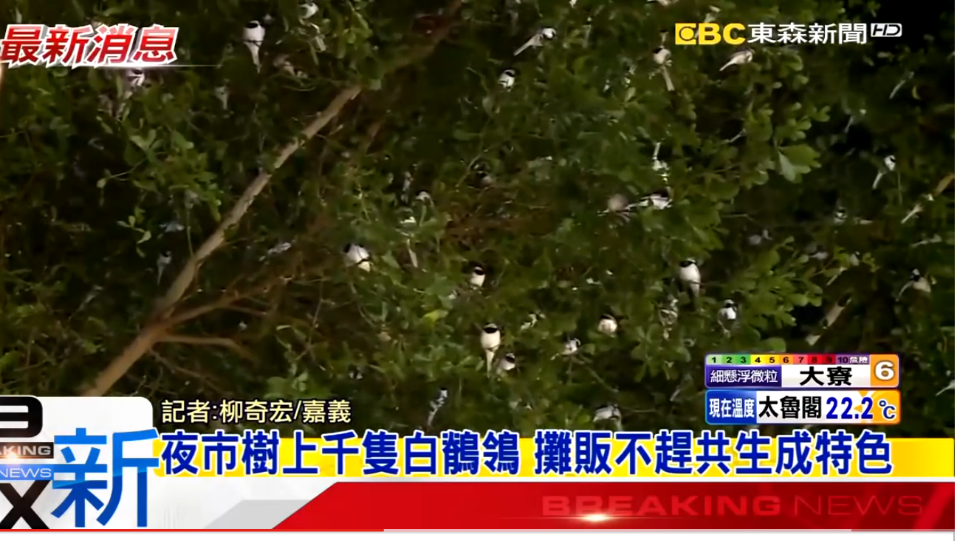 最新消息
EBC東森新聞HD
1 2 3 4 5 6 7 8 9 10 危險
細懸浮微粒 大寮 6
現在溫度 太魯閣 22.2℃
記者:柳奇宏/嘉義
夜市樹上千隻白鶺鴒 攤販不趕共生成特色
新
NEWS
BREAKING NEWS